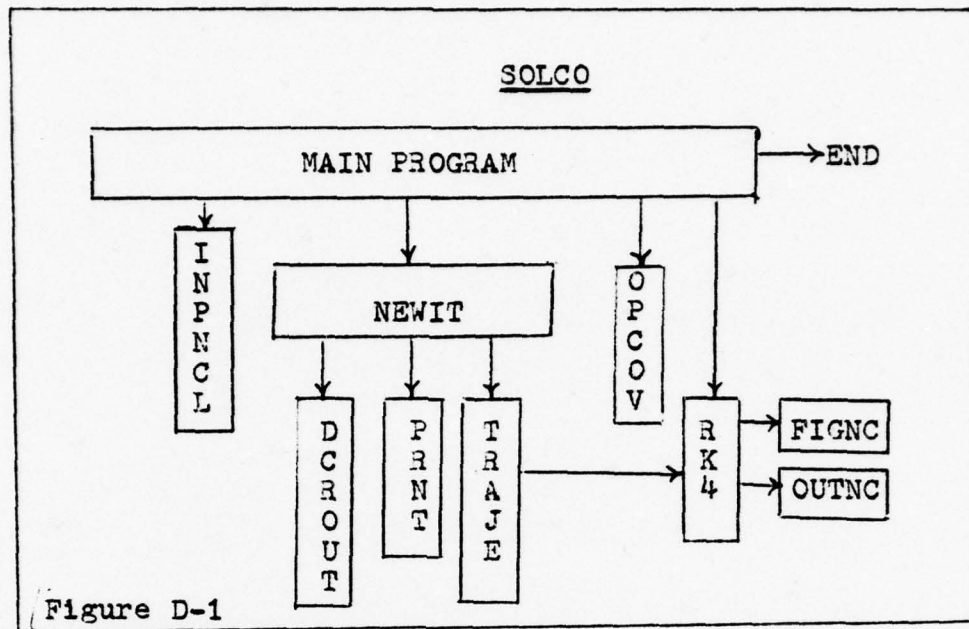 SOLCO
MAIN PROGRAM
END
INPNCL
NEWIT
OPCOV
DCROUT
PRNT
TRAJE
RK4
FIGNC
OUTNC
Figure D-1